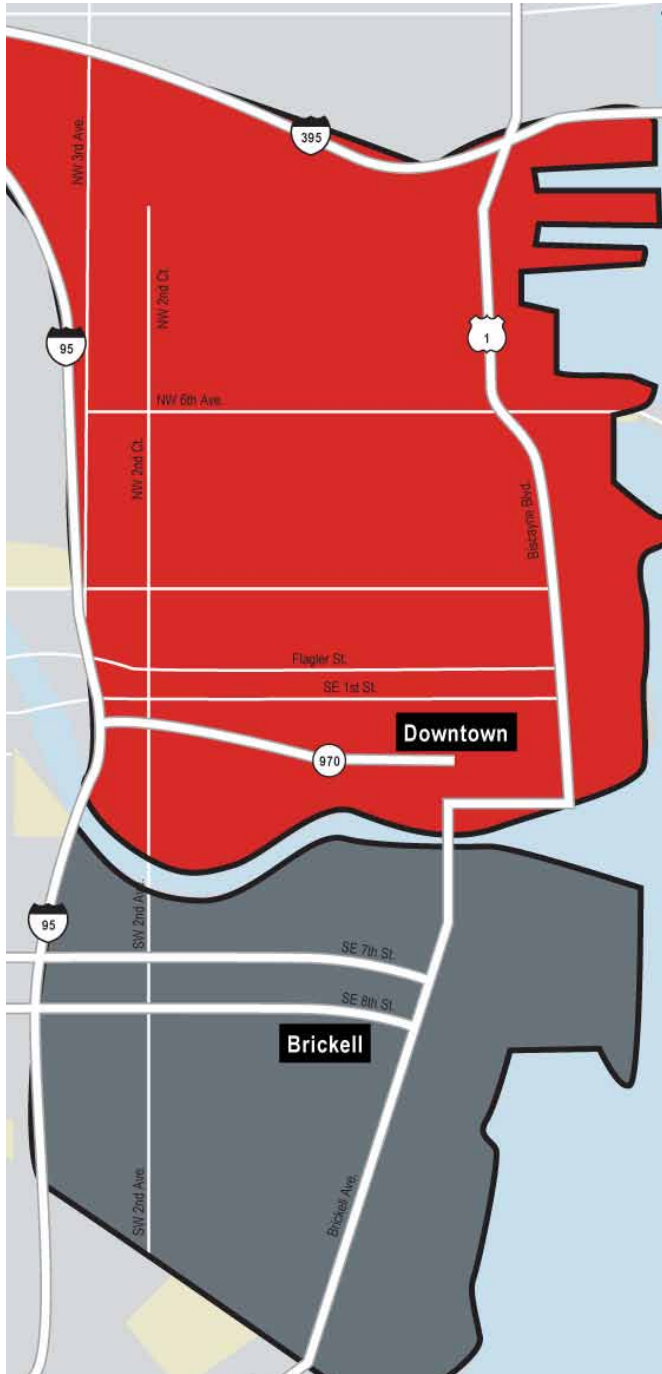 NW 3rd Ave.
395
NW 2nd Ct.
95
1
NW 5th Ave.
NW 2nd Ct.
Biscayne Blvd.
Flagler St.
SE 1st St.
Downtown
970
SW 2nd Ave.
95
SE 7th St.
SE 8th St.
Brickell
SW 2nd Ave.
Brickell Ave.